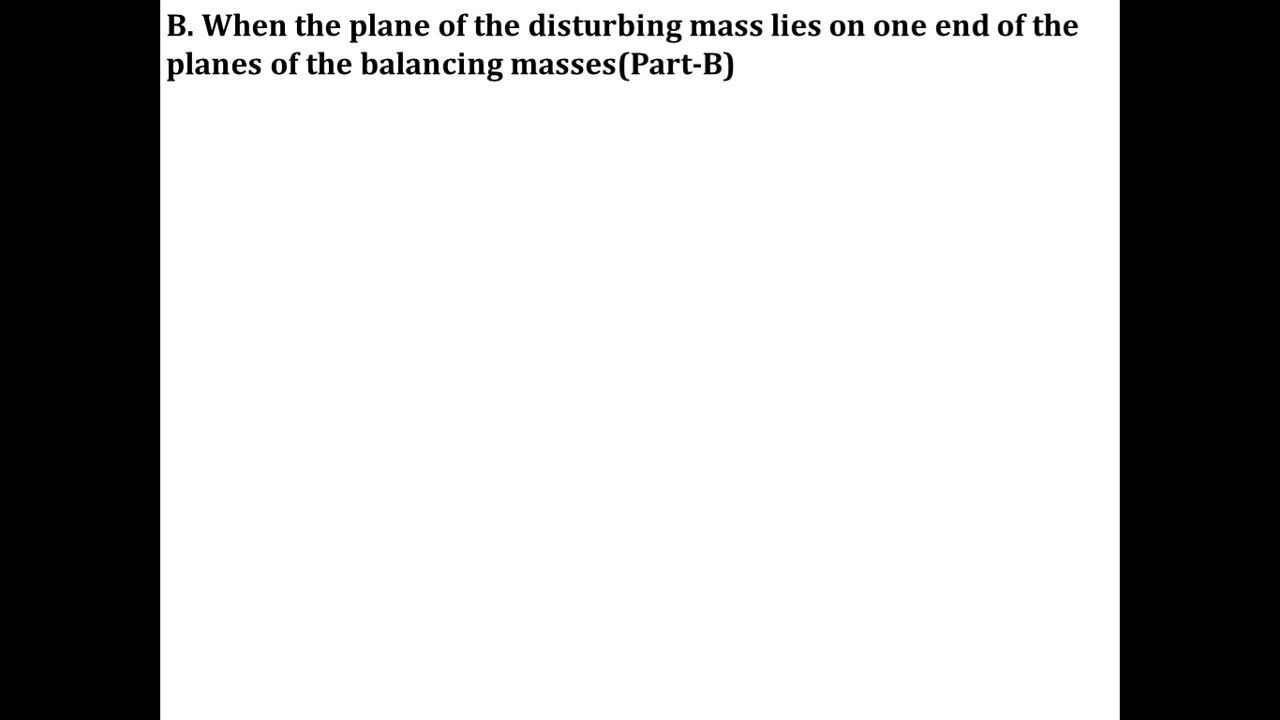 B. When the plane of the disturbing mass lies on one end of the
planes of the balancing masses(Part-B)